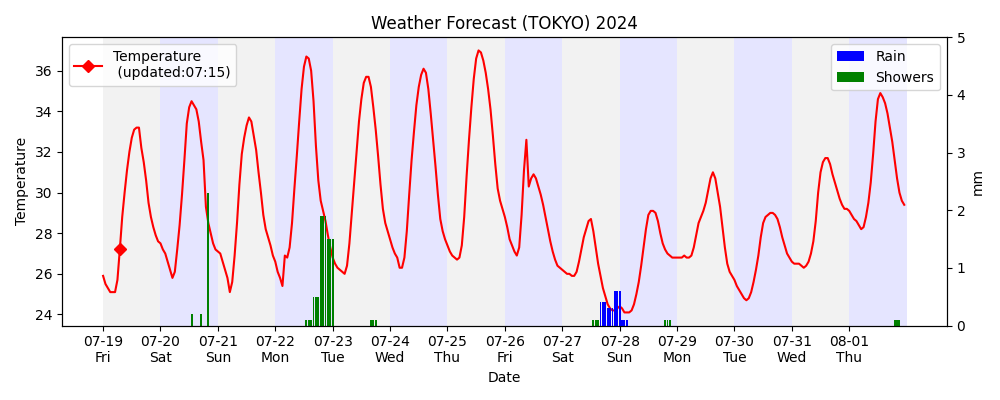 Weather Forecast (TOKYO) 2024
Temperature
(updated:07:15)
Rain
Showers
Temperature
36
34
32
30
28
26
24
5
4
3
2
1
0
mm
07-19 07-20 07-21 07-22 07-23 07-24 07-25 07-26 07-27 07-28 07-29 07-30 07-31 08-01
Fri Sat Sun Mon Tue Wed Thu Fri Sat Sun Mon Tue Wed Thu
Date